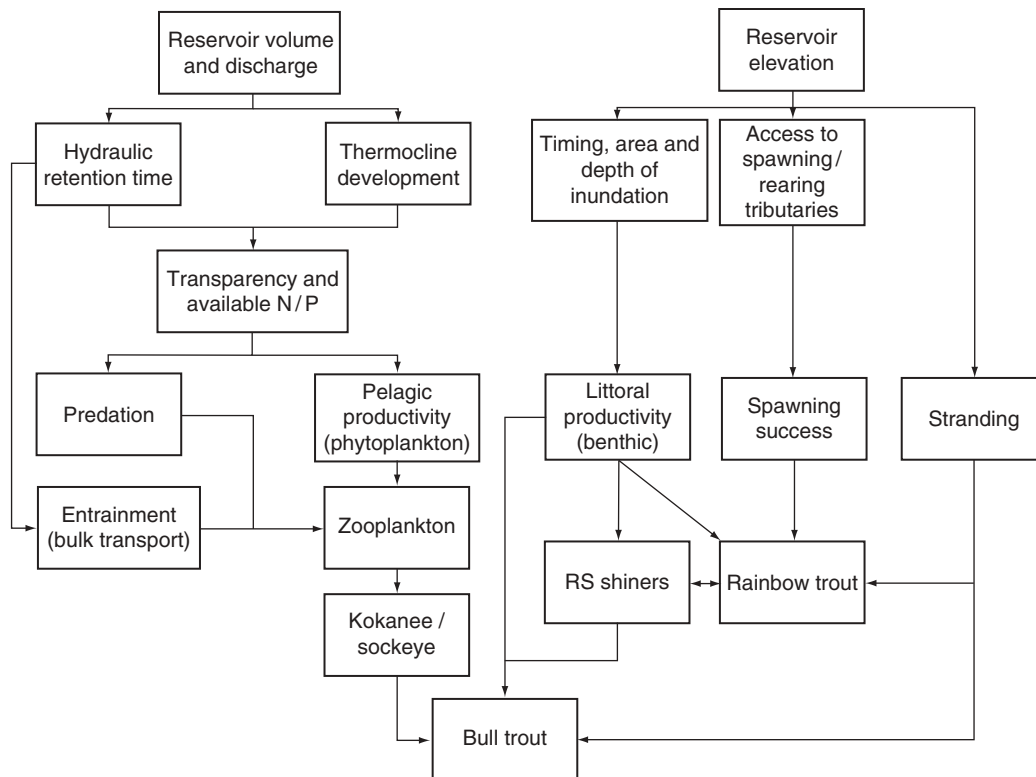 Reservoir volume
and discharge
Reservoir
elevation
Hydraulic
retention time
Thermocline
development
Timing, area and
depth of
inundation
Access to
spawning /
rearing
tributaries
Transparency and
available N / P
Predation
Pelagic
productivity
(phytoplankton)
Littoral
productivity
(benthic)
Spawning
success
Stranding
Entrainment
(bulk transport)
Zooplankton
RS shiners
Rainbow trout
Kokanee /
sockeye
Bull trout